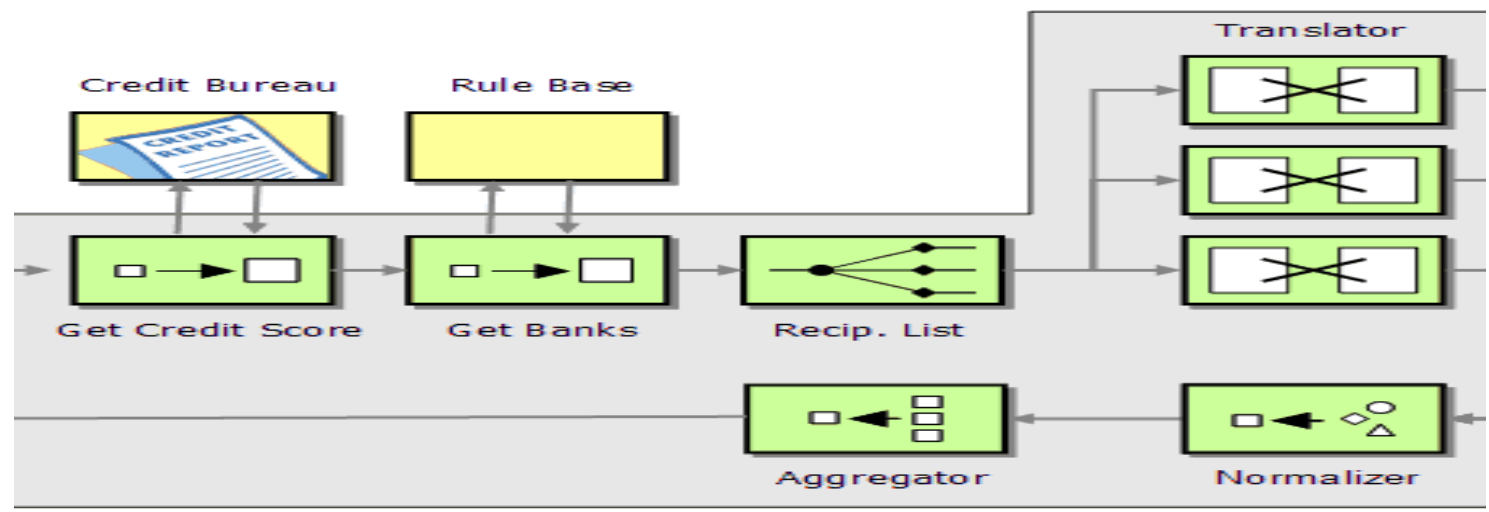 Translator
Credit Bureau
Rule Base
CREDIT
REPORT
Get Credit Score
Get Banks
Recip. List
Aggregator
Normalizer